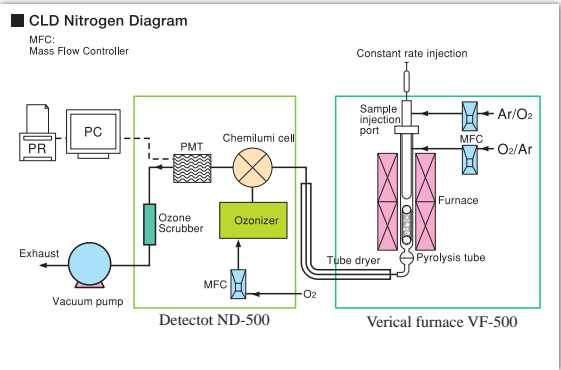 CLD Nitrogen Diagram
MFC:
Mass Flow Controller
Constant rate injection
Sample
injection
port
Ar/O2
MFC
O2/Ar
Furnace
Pyrolysis tube
Tube dryer
PR
PC
PMT
Chemilumi cell
Ozone
Scrubber
Ozonizer
Exhaust
Vacuum pump
MFC
O2
Detectot ND-500
Verical furnace VF-500